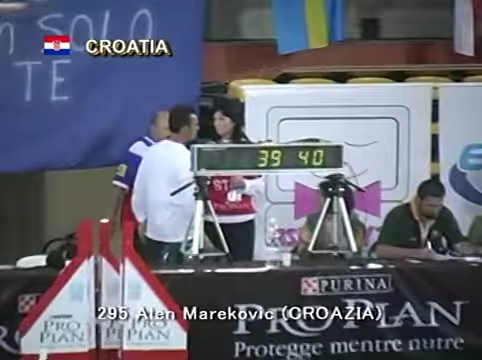 SOLO
TE
CROATIA
39 40
295 Alen Marekovic (CROAZIA)
PURINA
PRO PLAN
Protegge mentre nutre
PRO
PLAN
PRO
PLAN